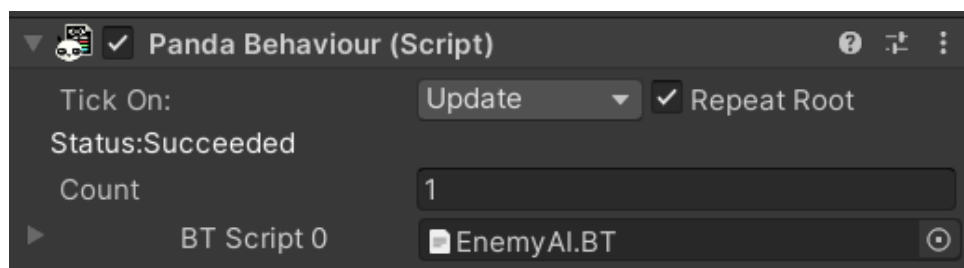 Panda Behaviour (Script)
Tick On: Update Repeat Root
Status:Succeeded
Count 1
BT Script 0 EnemyAI.BT